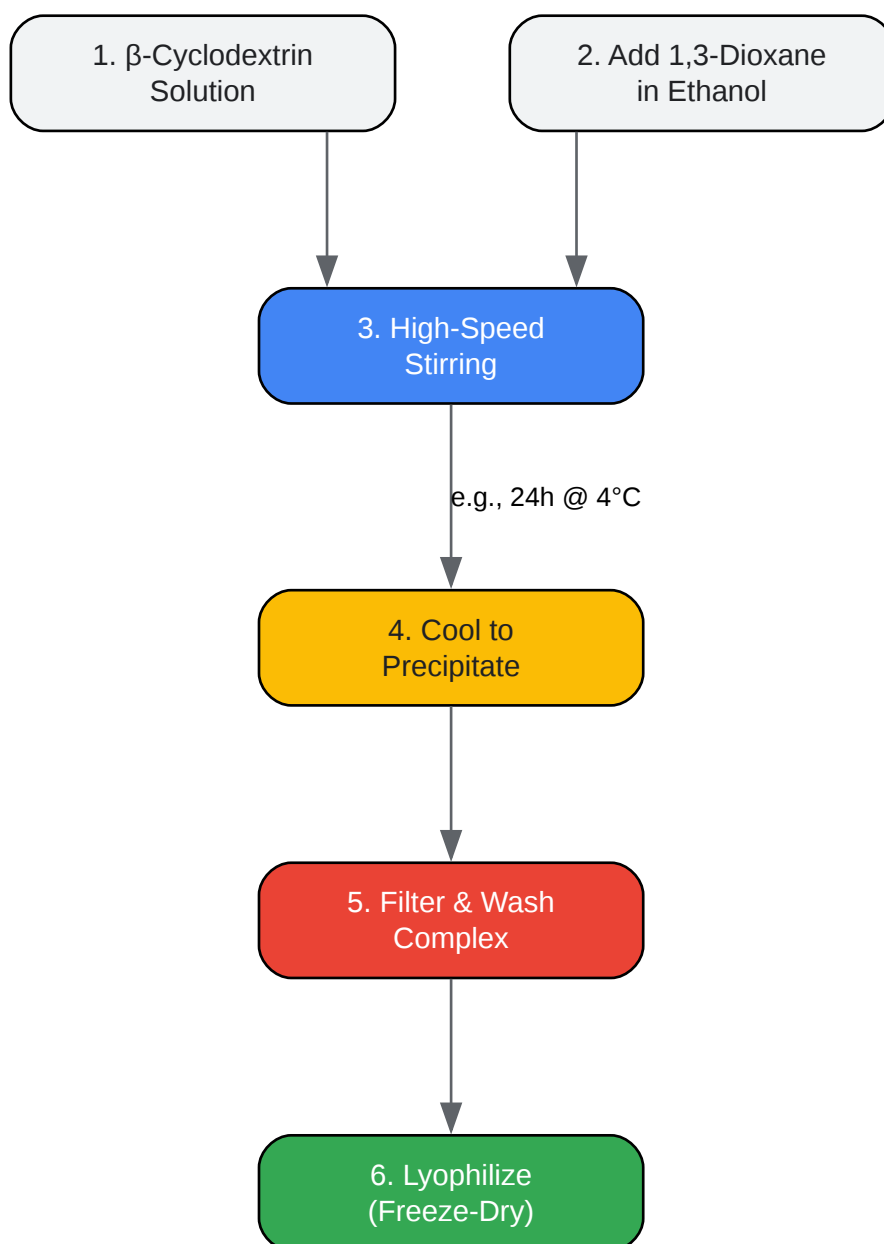 1. β-Cyclodextrin
Solution
2. Add 1,3-Dioxane
in Ethanol
3. High-Speed
Stirring
e.g., 24h @ 4°C
4. Cool to
Precipitate
5. Filter & Wash
Complex
6. Lyophilize
(Freeze-Dry)